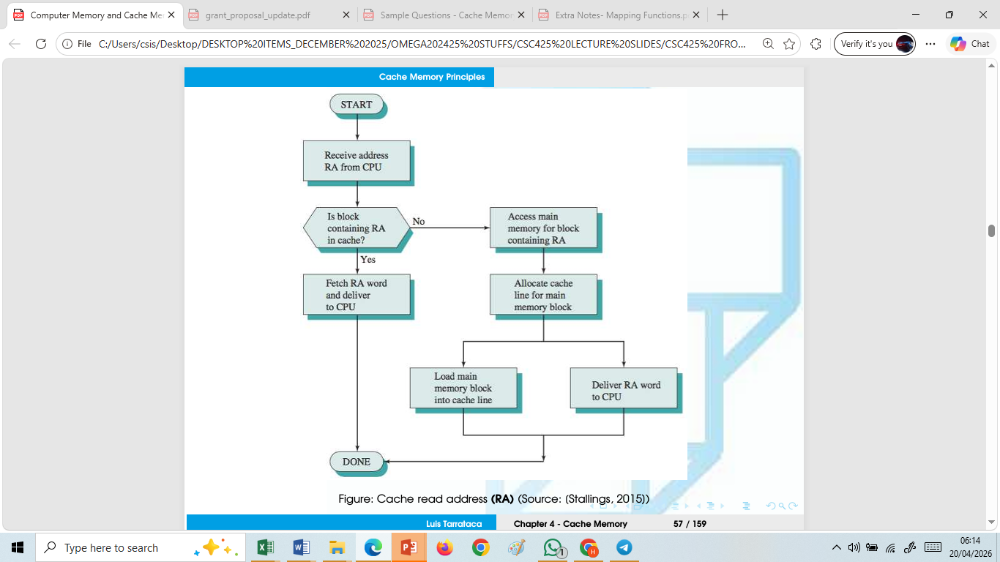 Computer Memory and Cache Me
grant_proposal_update.pdf
Sample Questions - Cache Memor
Extra Notes- Mapping Functions.p
File
C:/Users/csis/Desktop/DESKTOP%20ITEMS_DECEMBER%202025/OMEGA202425%20STUFFS/CSC425%20LECTURE%20SLIDES/CSC425%20FRO...
Verify it's you
Chat
Cache Memory Principles
START
Receive address
RA from CPU
Is block
containing RA
in cache?
No
Access main
memory for block
containing RA
Yes
Fetch RA word
and deliver
to CPU
Allocate cache
line for main
memory block
Load main
memory block
into cache line
Deliver RA word
to CPU
DONE
Figure: Cache read address (RA) (Source: [Stallings, 2015])
Luis Tarrataca
Chapter 4 - Cache Memory
57 / 159
Type here to search
1
H
06:14
20/04/2026